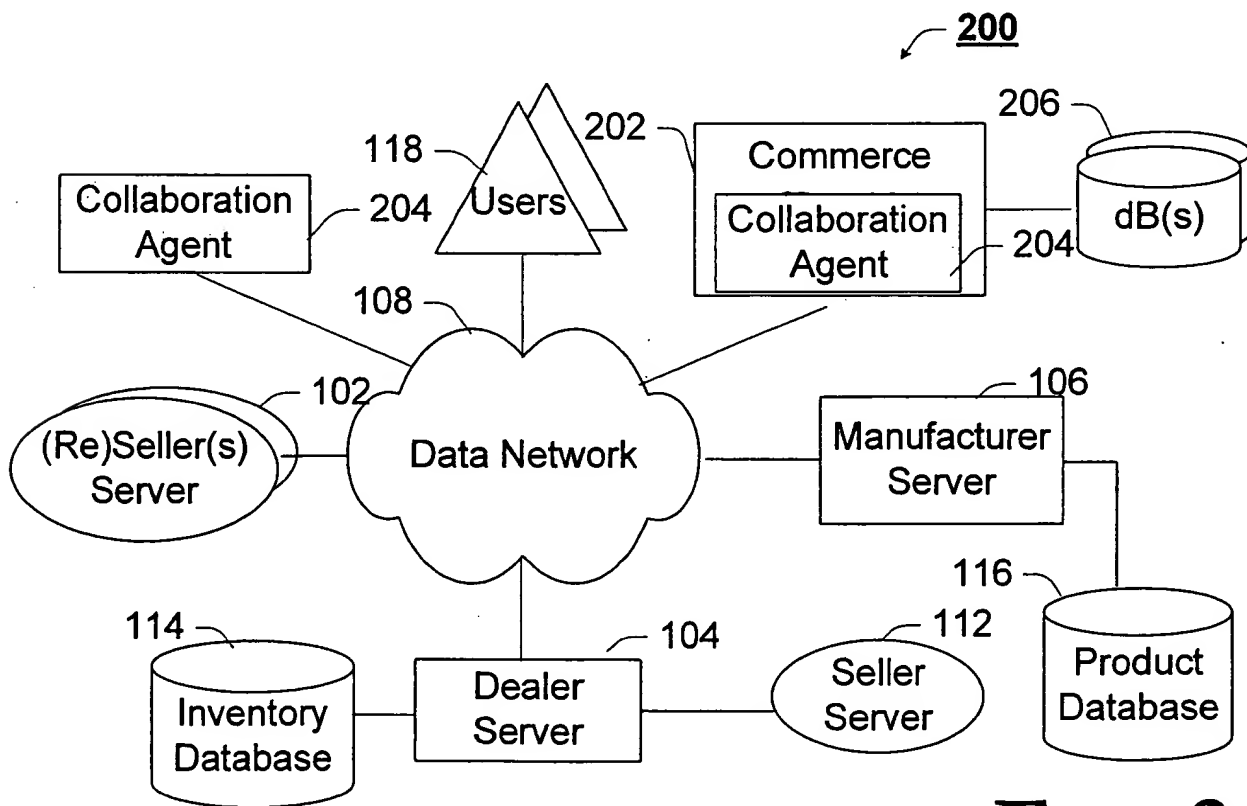 200
206
202
Commerce
118
Collaboration
Agent
204
Users
Collaboration
Agent
204
dB(s)
108
102
106
(Re)Seller(s)
Server
Data Network
Manufacturer
Server
116
114
104
112
Product
Database
Inventory
Database
Dealer
Server
Seller
Server